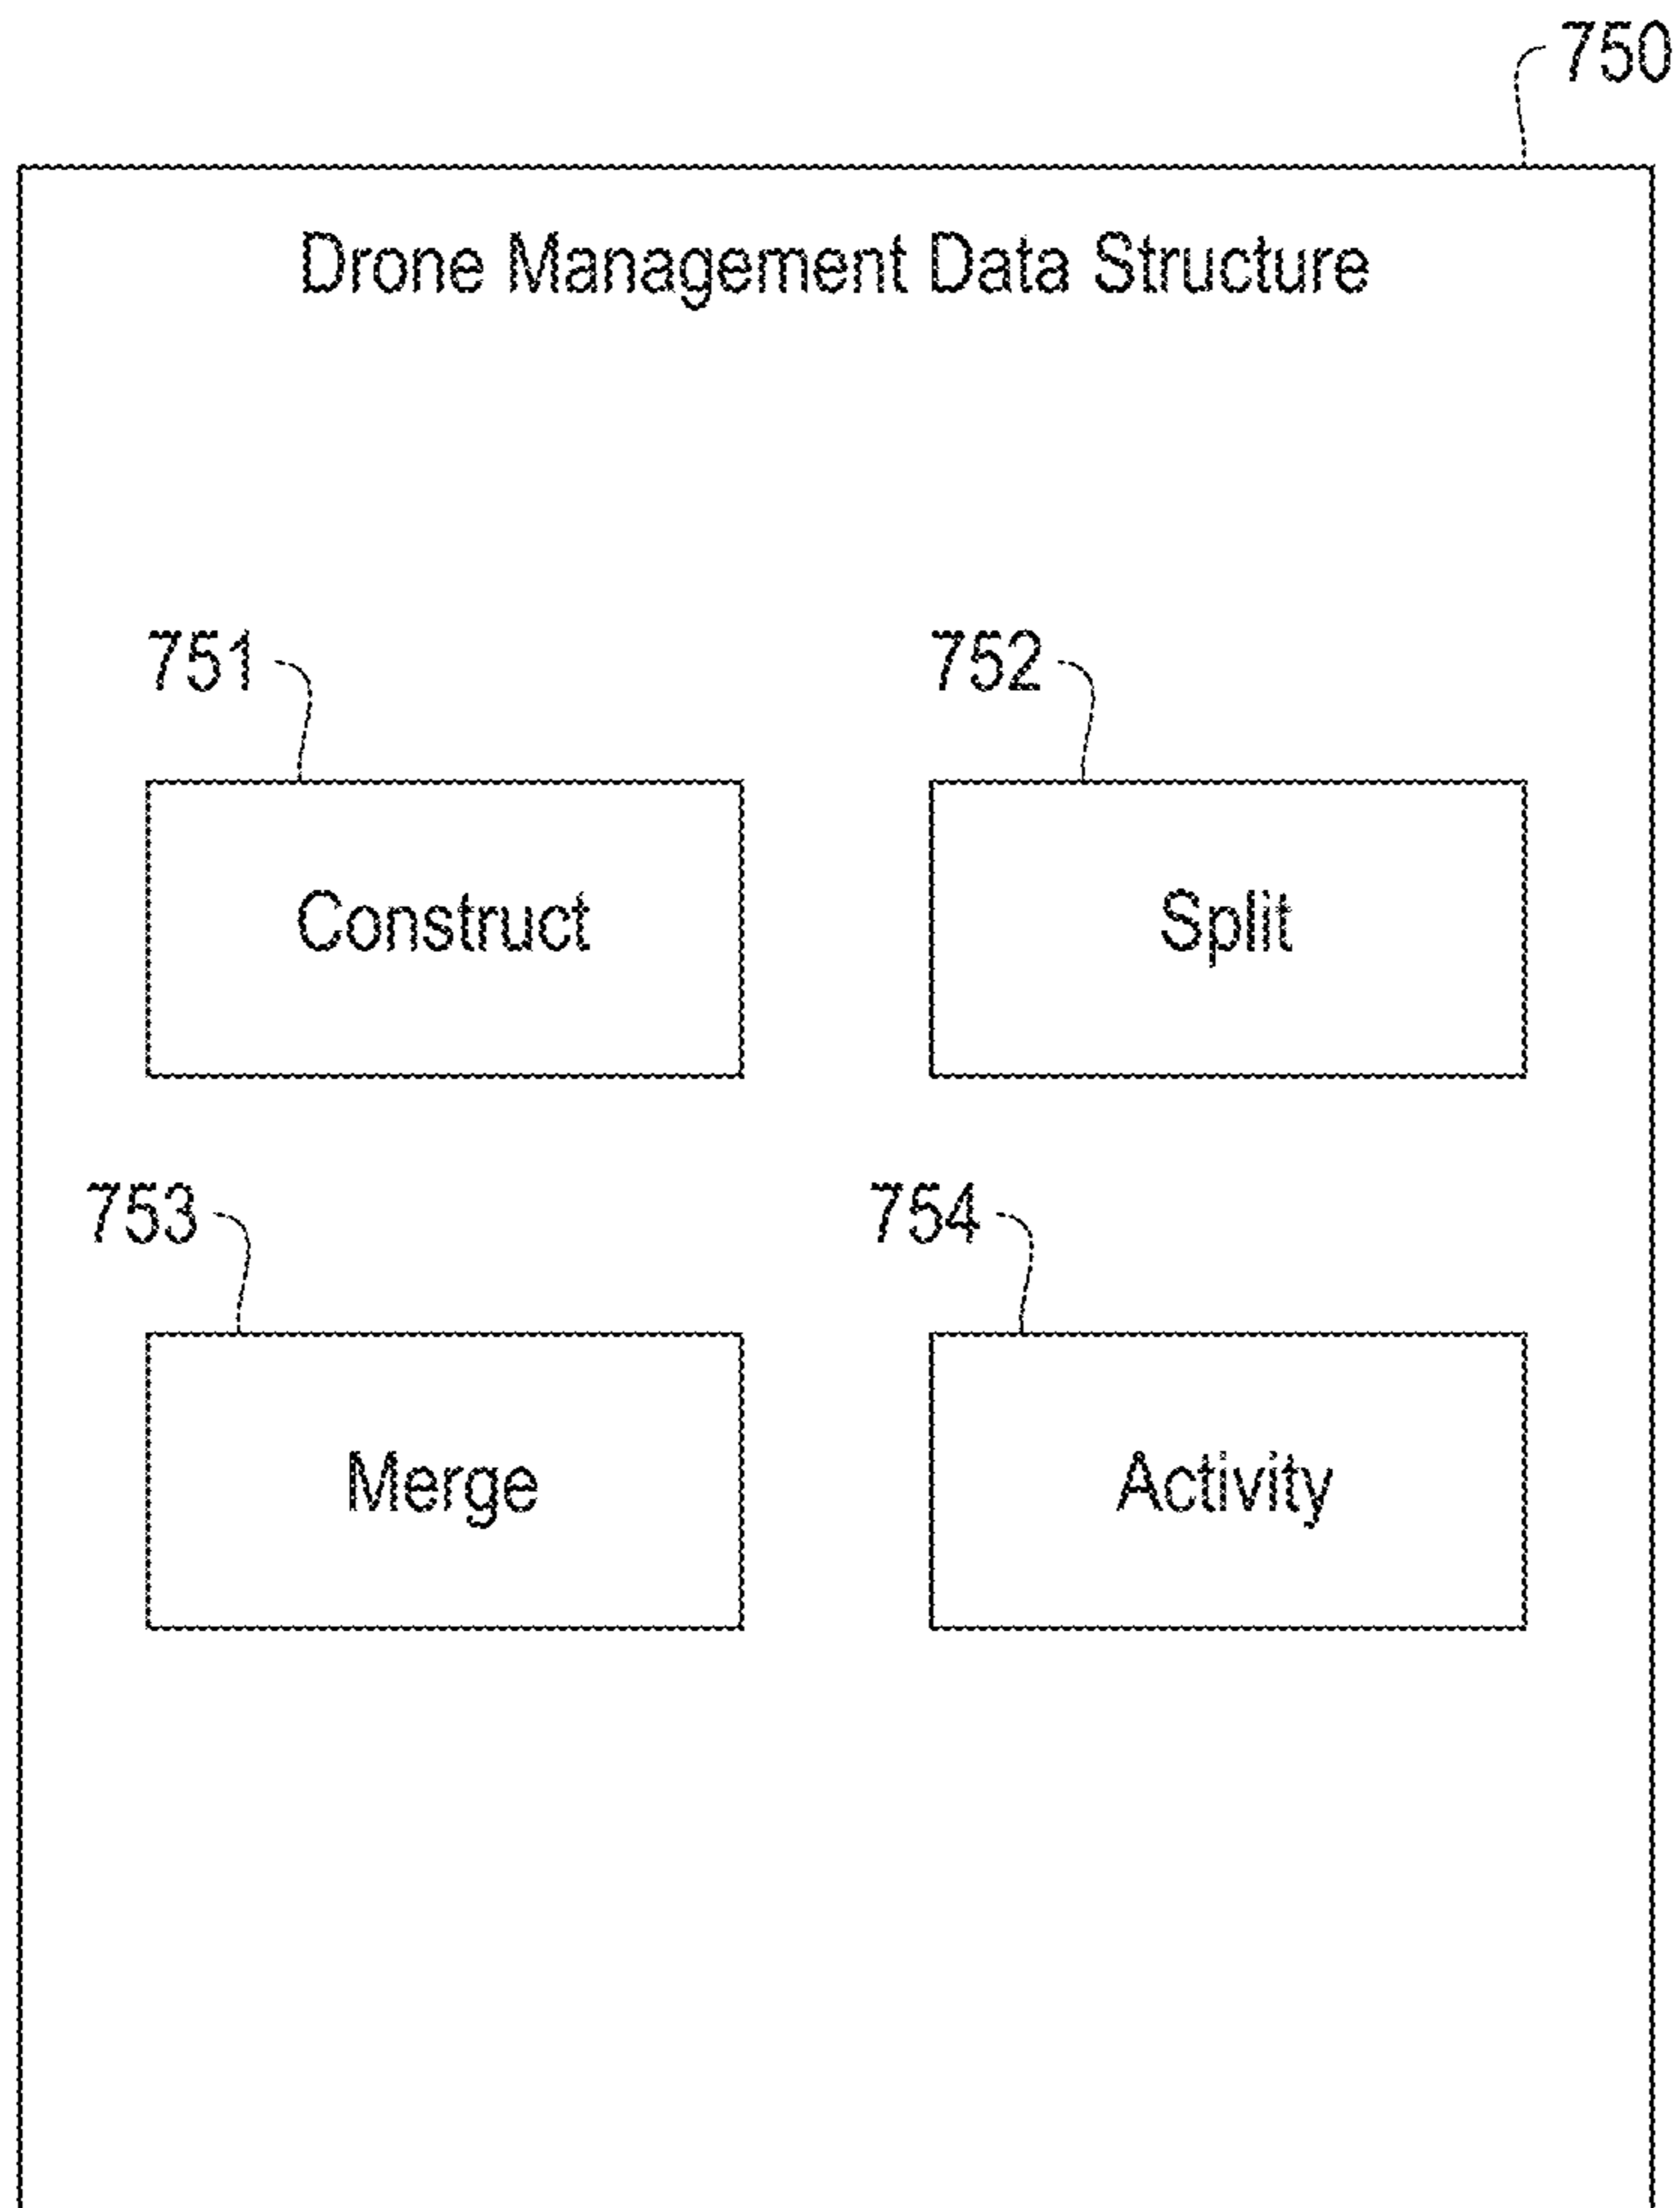 750
Drone Management Data Structure
751
752
Construct
Split
753
754
Merge
Activity